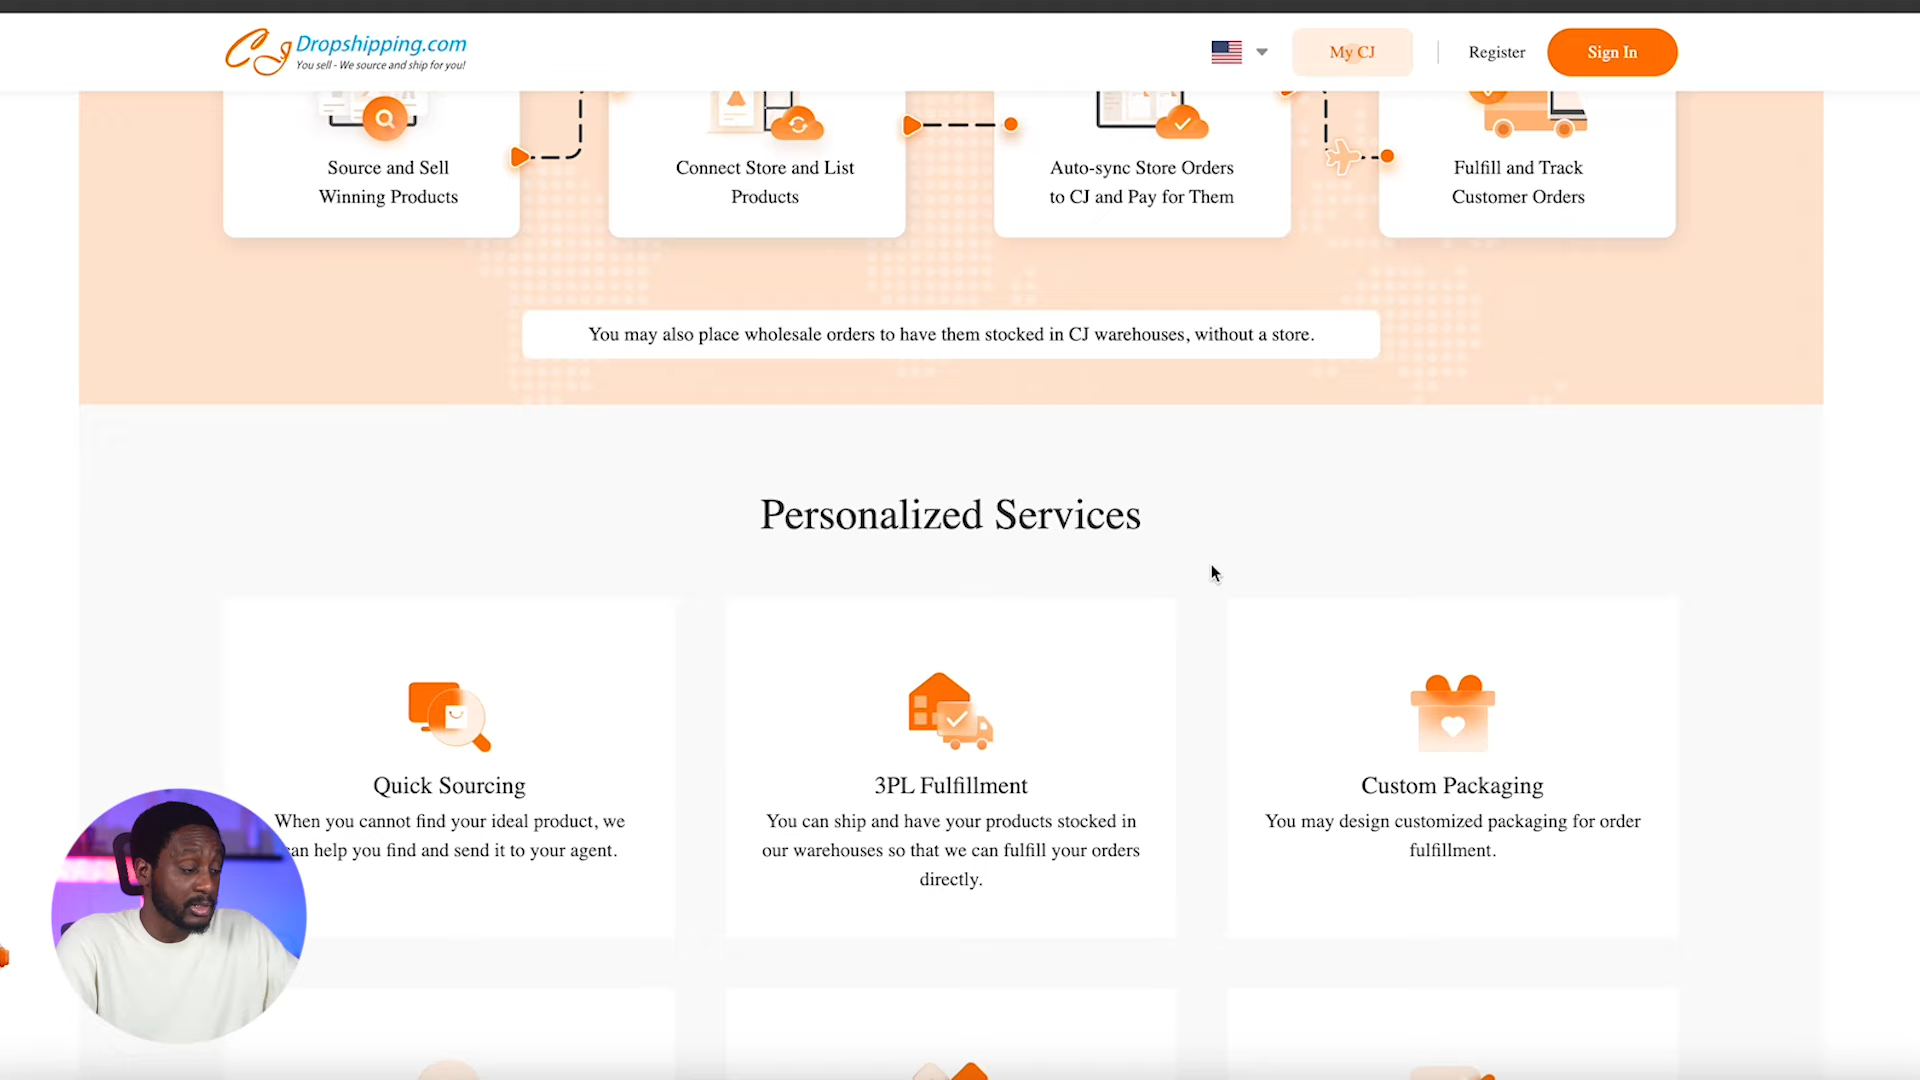 CJ Dropshipping.com
You sell - We source and ship for you!
My CJ
Register
Sign In
Source and Sell
Winning Products
Connect Store and List
Products
Auto-sync Store Orders
to CJ and Pay for Them
Fulfill and Track
Customer Orders
You may also place wholesale orders to have them stocked in CJ warehouses, without a store.
Personalized Services
Quick Sourcing
When you cannot find your ideal product, we
can help you find and send it to your agent.
3PL Fulfillment
You can ship and have your products stocked in
our warehouses so that we can fulfill your orders
directly.
Custom Packaging
You may design customized packaging for order
fulfillment.